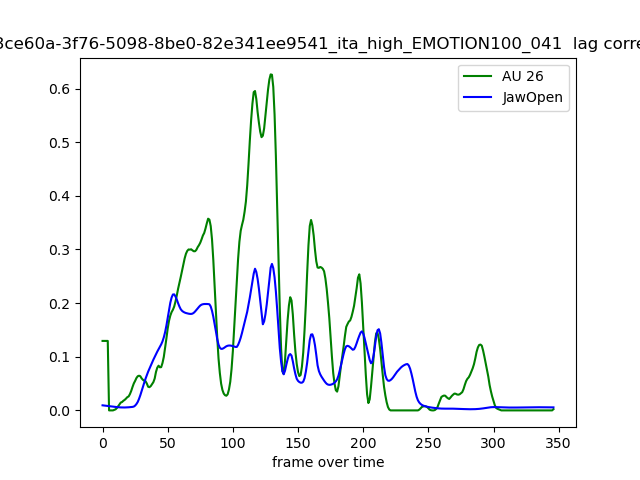 3ce60a-3f76-5098-8be0-82e341ee9541_ita_high_EMOTION100_041 lag corre
AU 26
JawOpen
0.6
0.5
0.4
0.3
0.2
0.1
0.0
0 50 100 150 200 250 300 350
frame over time